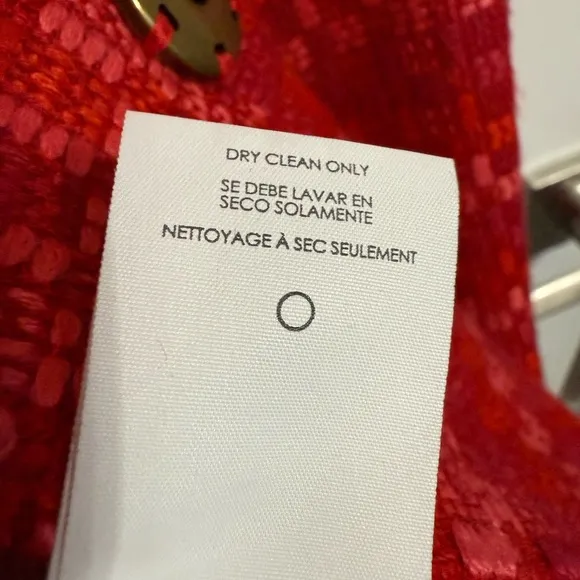 DRY CLEAN ONLY
SE DEBE LAVAR EN
SECO SOLAMENTE
NETTOYAGE À SEC SEULEMENT